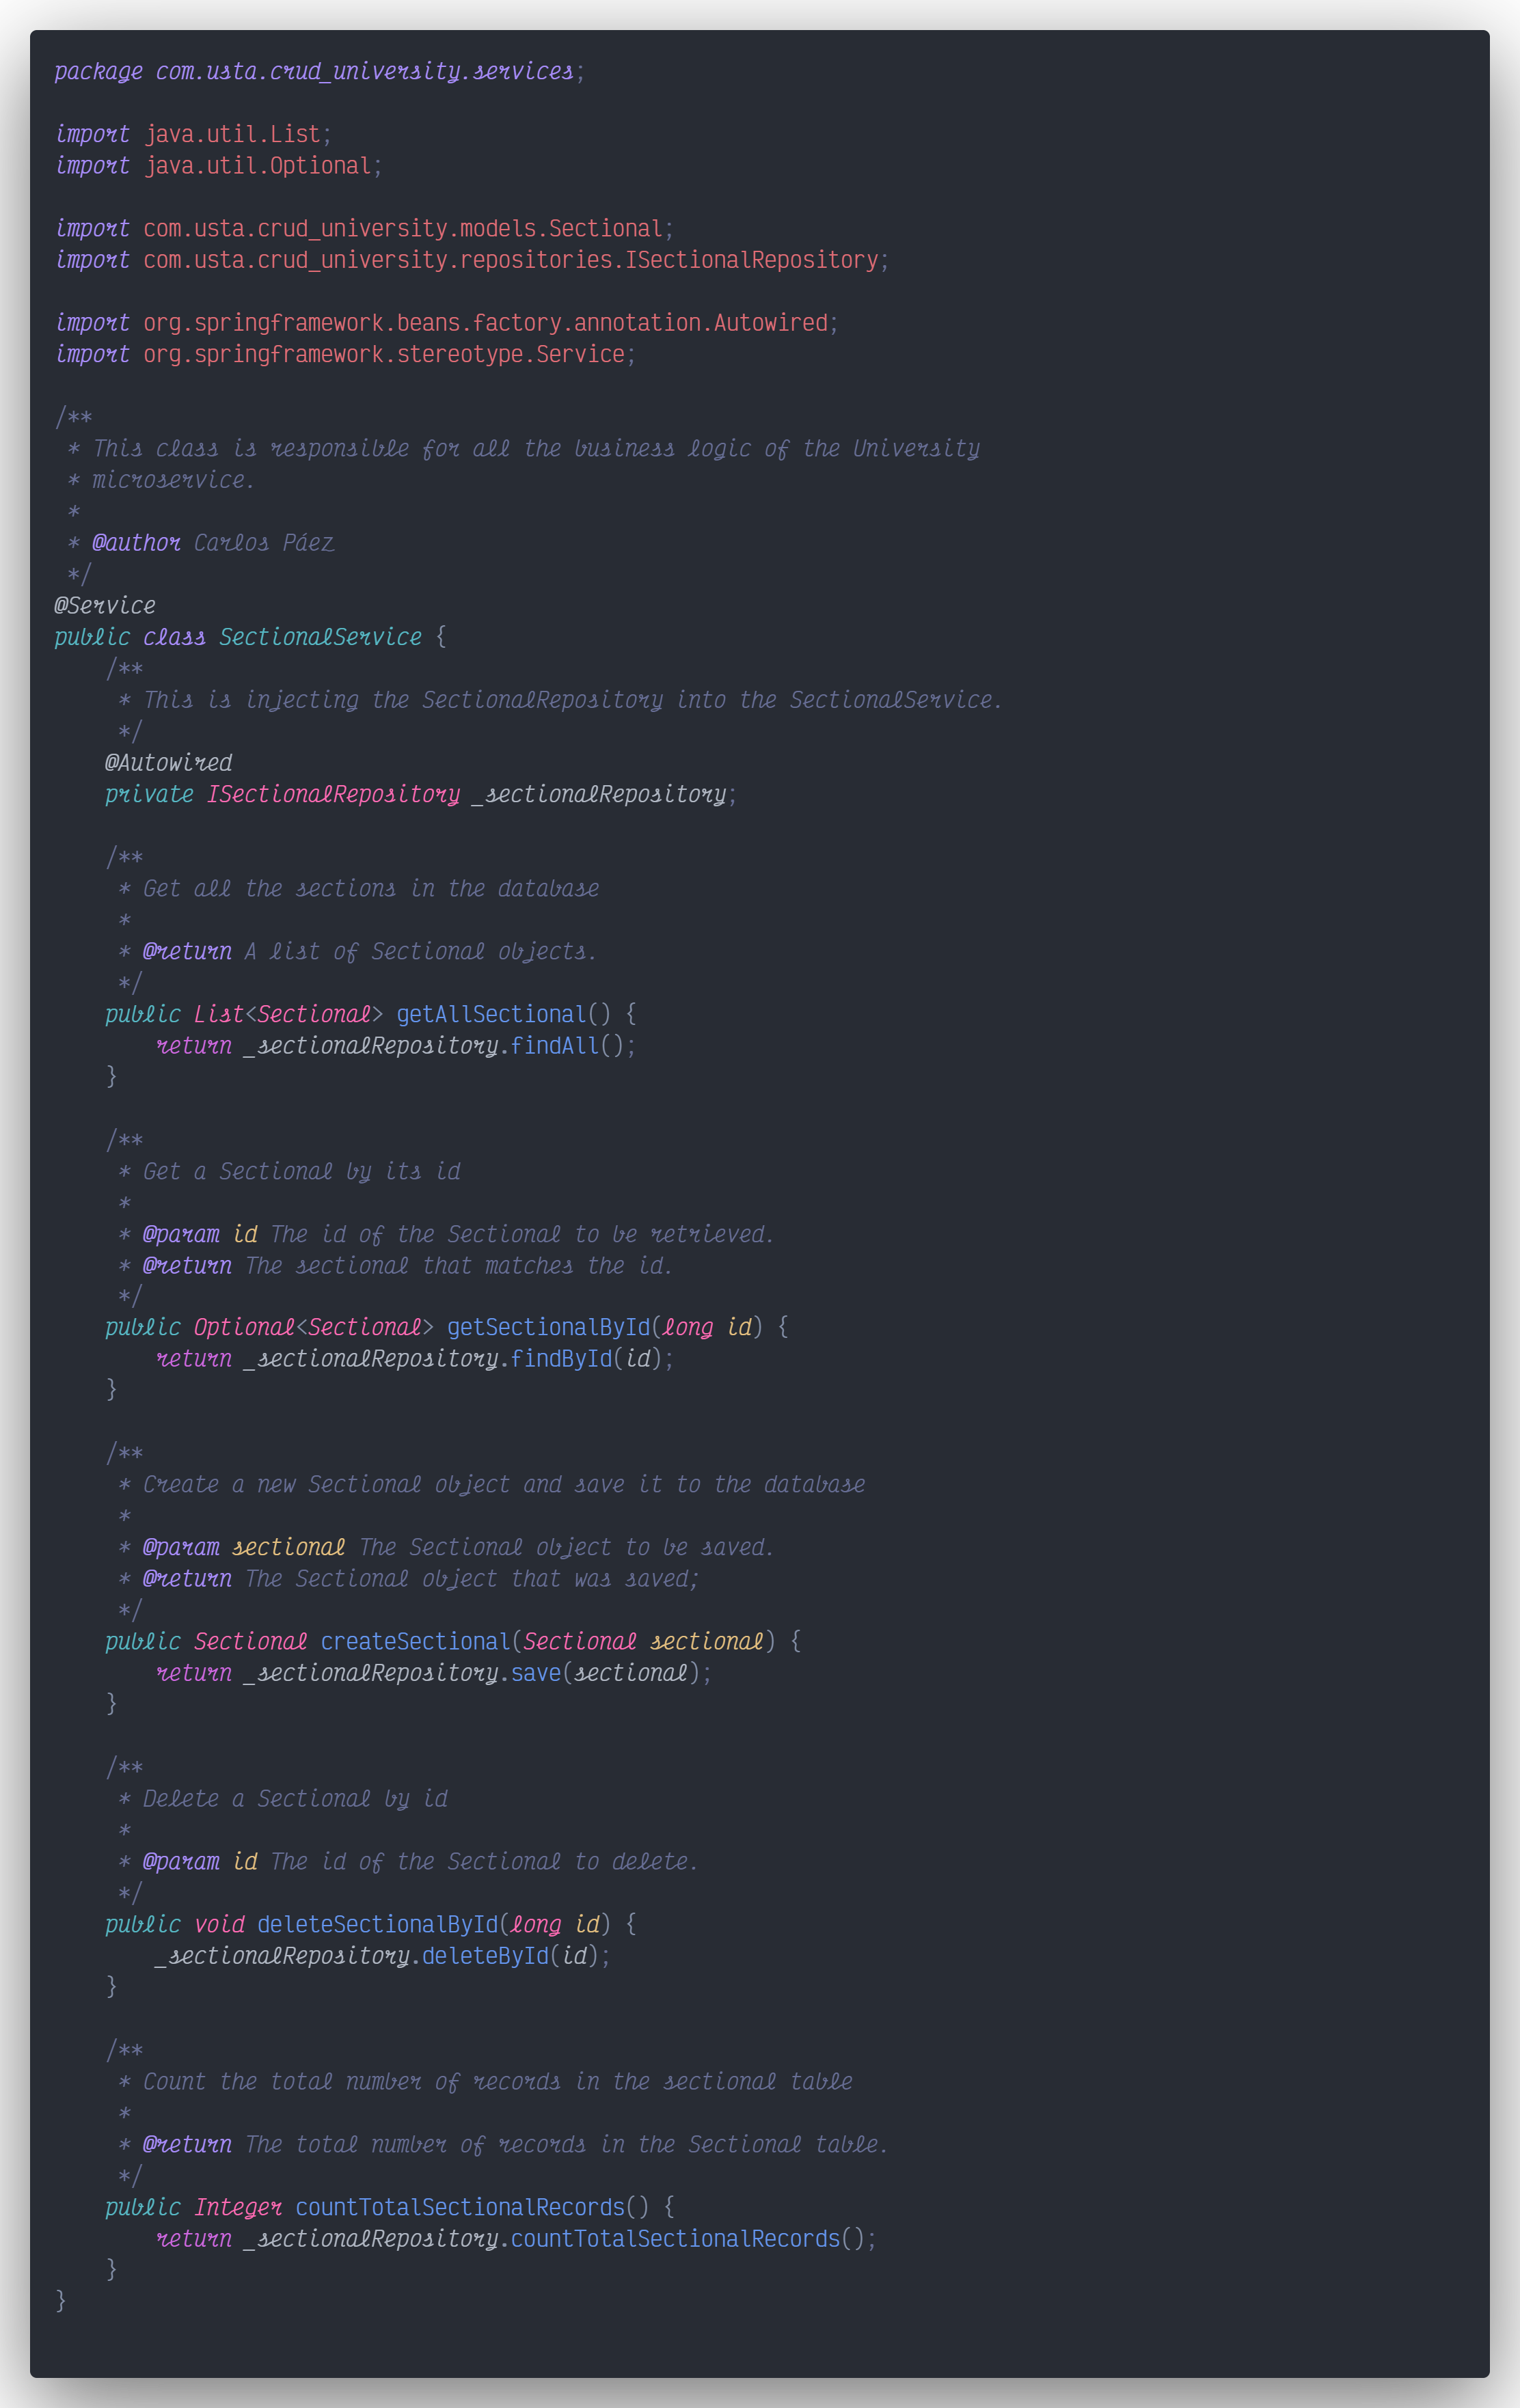 package com.usta.crud_university.services;

import java.util.List;
import java.util.Optional;

import com.usta.crud_university.models.Sectional;
import com.usta.crud_university.repositories.ISectionalRepository;

import org.springframework.beans.factory.annotation.Autowired;
import org.springframework.stereotype.Service;

/**
 * This class is responsible for all the business logic of the University
 * microservice.
 *
 * @author Carlos Páez
 */
@Service
public class SectionalService {
    /**
     * This is injecting the SectionalRepository into the SectionalService.
     */
    @Autowired
    private ISectionalRepository _sectionalRepository;

    /**
     * Get all the sections in the database
     *
     * @return A list of Sectional objects.
     */
    public List<Sectional> getAllSectional() {
        return _sectionalRepository.findAll();
    }

    /**
     * Get a Sectional by its id
     *
     * @param id The id of the Sectional to be retrieved.
     * @return The sectional that matches the id.
     */
    public Optional<Sectional> getSectionalById(long id) {
        return _sectionalRepository.findById(id);
    }

    /**
     * Create a new Sectional object and save it to the database
     *
     * @param sectional The Sectional object to be saved.
     * @return The Sectional object that was saved;
     */
    public Sectional createSectional(Sectional sectional) {
        return _sectionalRepository.save(sectional);
    }

    /**
     * Delete a Sectional by id
     *
     * @param id The id of the Sectional to delete.
     */
    public void deleteSectionalById(long id) {
        _sectionalRepository.deleteById(id);
    }

    /**
     * Count the total number of records in the sectional table
     *
     * @return The total number of records in the Sectional table.
     */
    public Integer countTotalSectionalRecords() {
        return _sectionalRepository.countTotalSectionalRecords();
    }
}